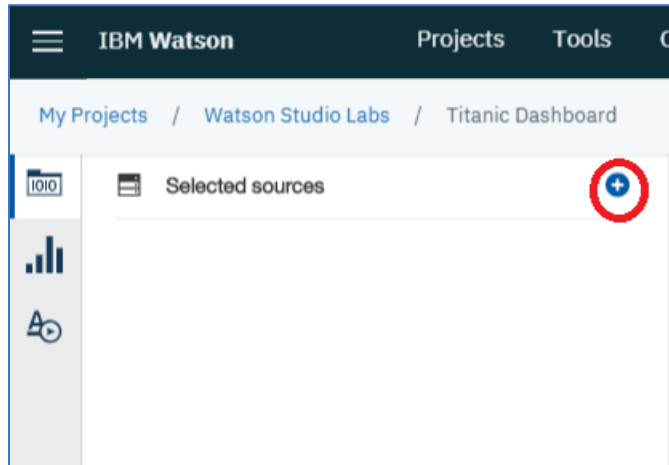 IBM Watson Projects Tools C
My Projects / Watson Studio Labs / Titanic Dashboard
1010 Selected sources